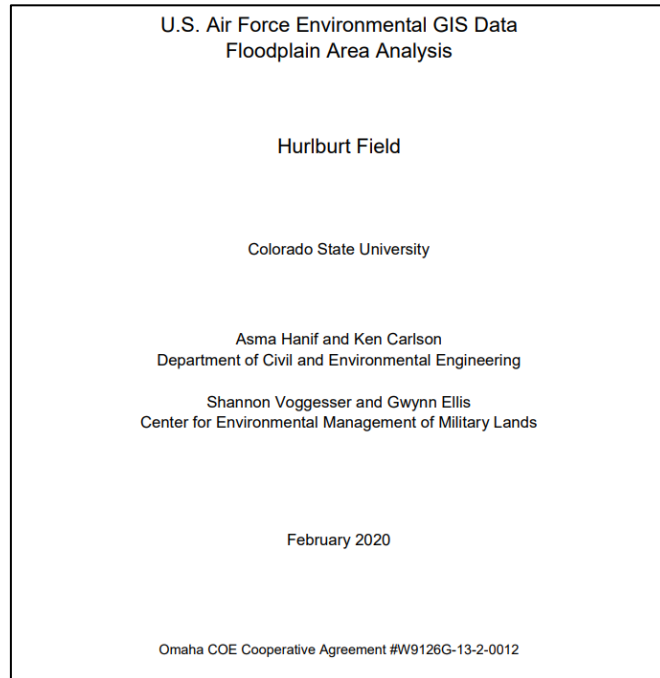 U.S. Air Force Environmental GIS Data
Floodplain Area Analysis
Hurlburt Field
Colorado State University
Asma Hanif and Ken Carlson
Department of Civil and Environmental Engineering
Shannon Voggesser and Gwynn Ellis
Center for Environmental Management of Military Lands
February 2020
Omaha COE Cooperative Agreement #W9126G-13-2-0012